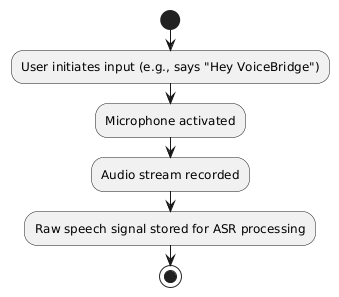 User initiates input (e.g., says "Hey VoiceBridge")
Microphone activated
Audio stream recorded
Raw speech signal stored for ASR processing